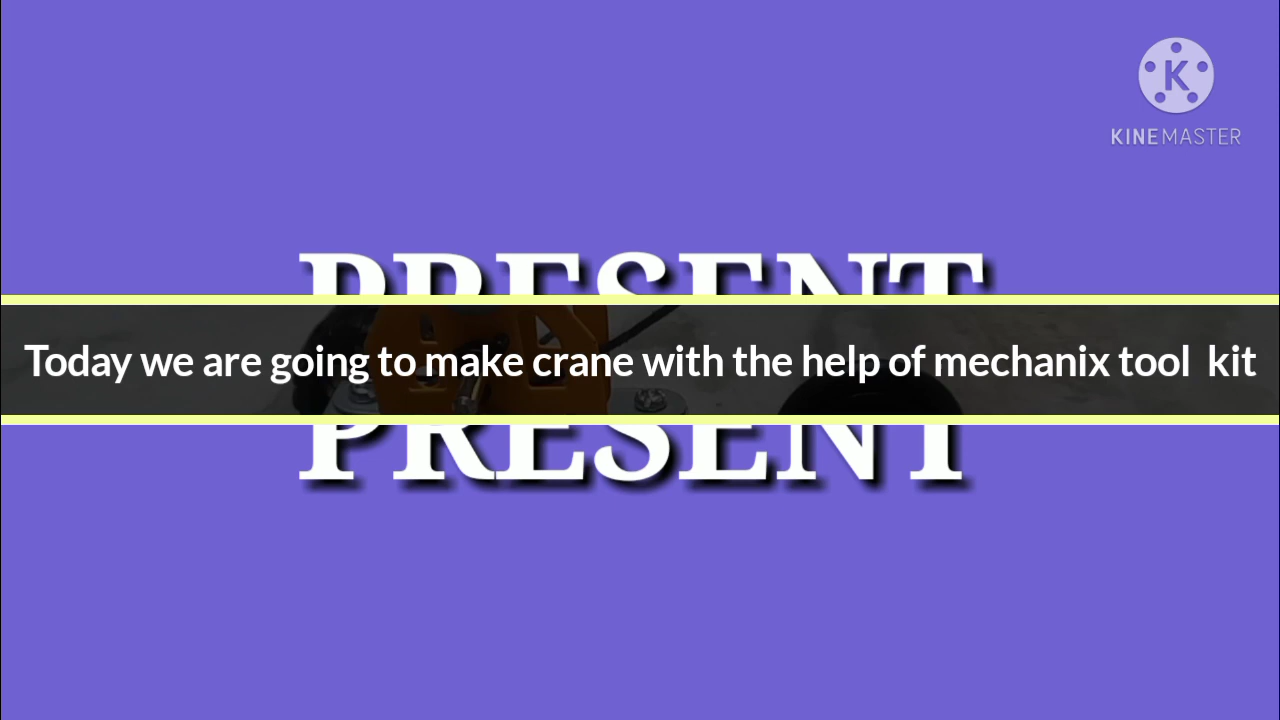 KINEMASTER
PRESENT
Today we are going to make crane with the help of mechanix tool  kit
PRESENT